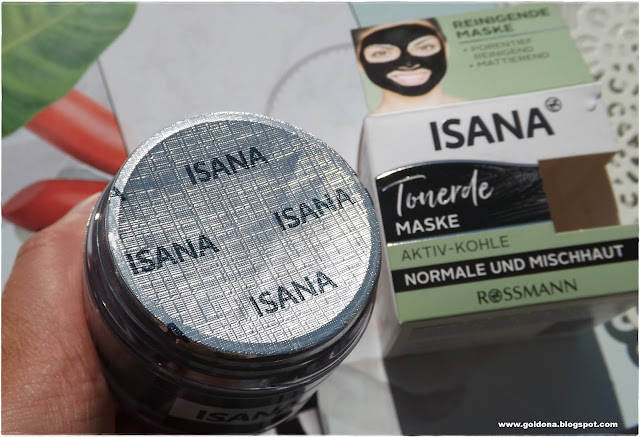 REINIGENDE
MASKE
• PORENTIEF
REINIGEND
• MATTIEREND
ISANA
Tonerde
MASKE
AKTIV-KOHLE
NORMALE UND MISCHHAUT
ROSSMANN
ISANA
ISANA
ISANA
ISANA
ISANA
www.goldona.blogspot.com